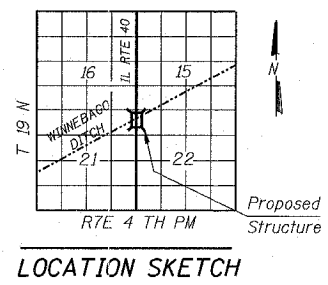 IL RTE 40
16
15
N
T 19 N
WINNEBAGO
DITCH
21
22
Proposed
Structure
R7E 4 TH PM
LOCATION SKETCH